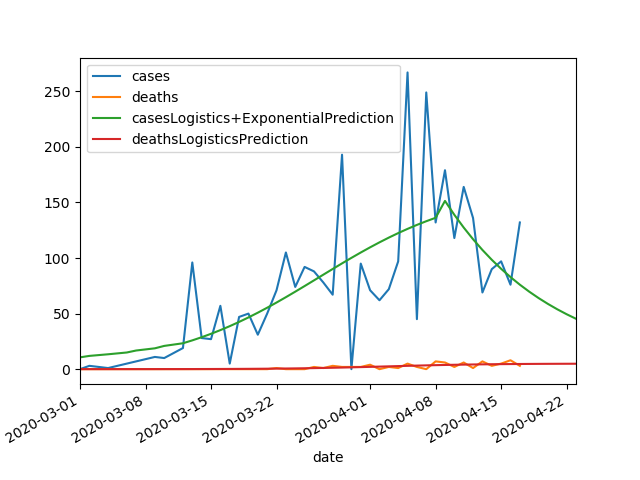 cases
deaths
casesLogistics+ExponentialPrediction
deathsLogisticsPrediction
250
200
150
100
50
0
2020-03-01
2020-03-08
2020-03-15
2020-03-22
2020-04-01
2020-04-08
2020-04-15
2020-04-22
date